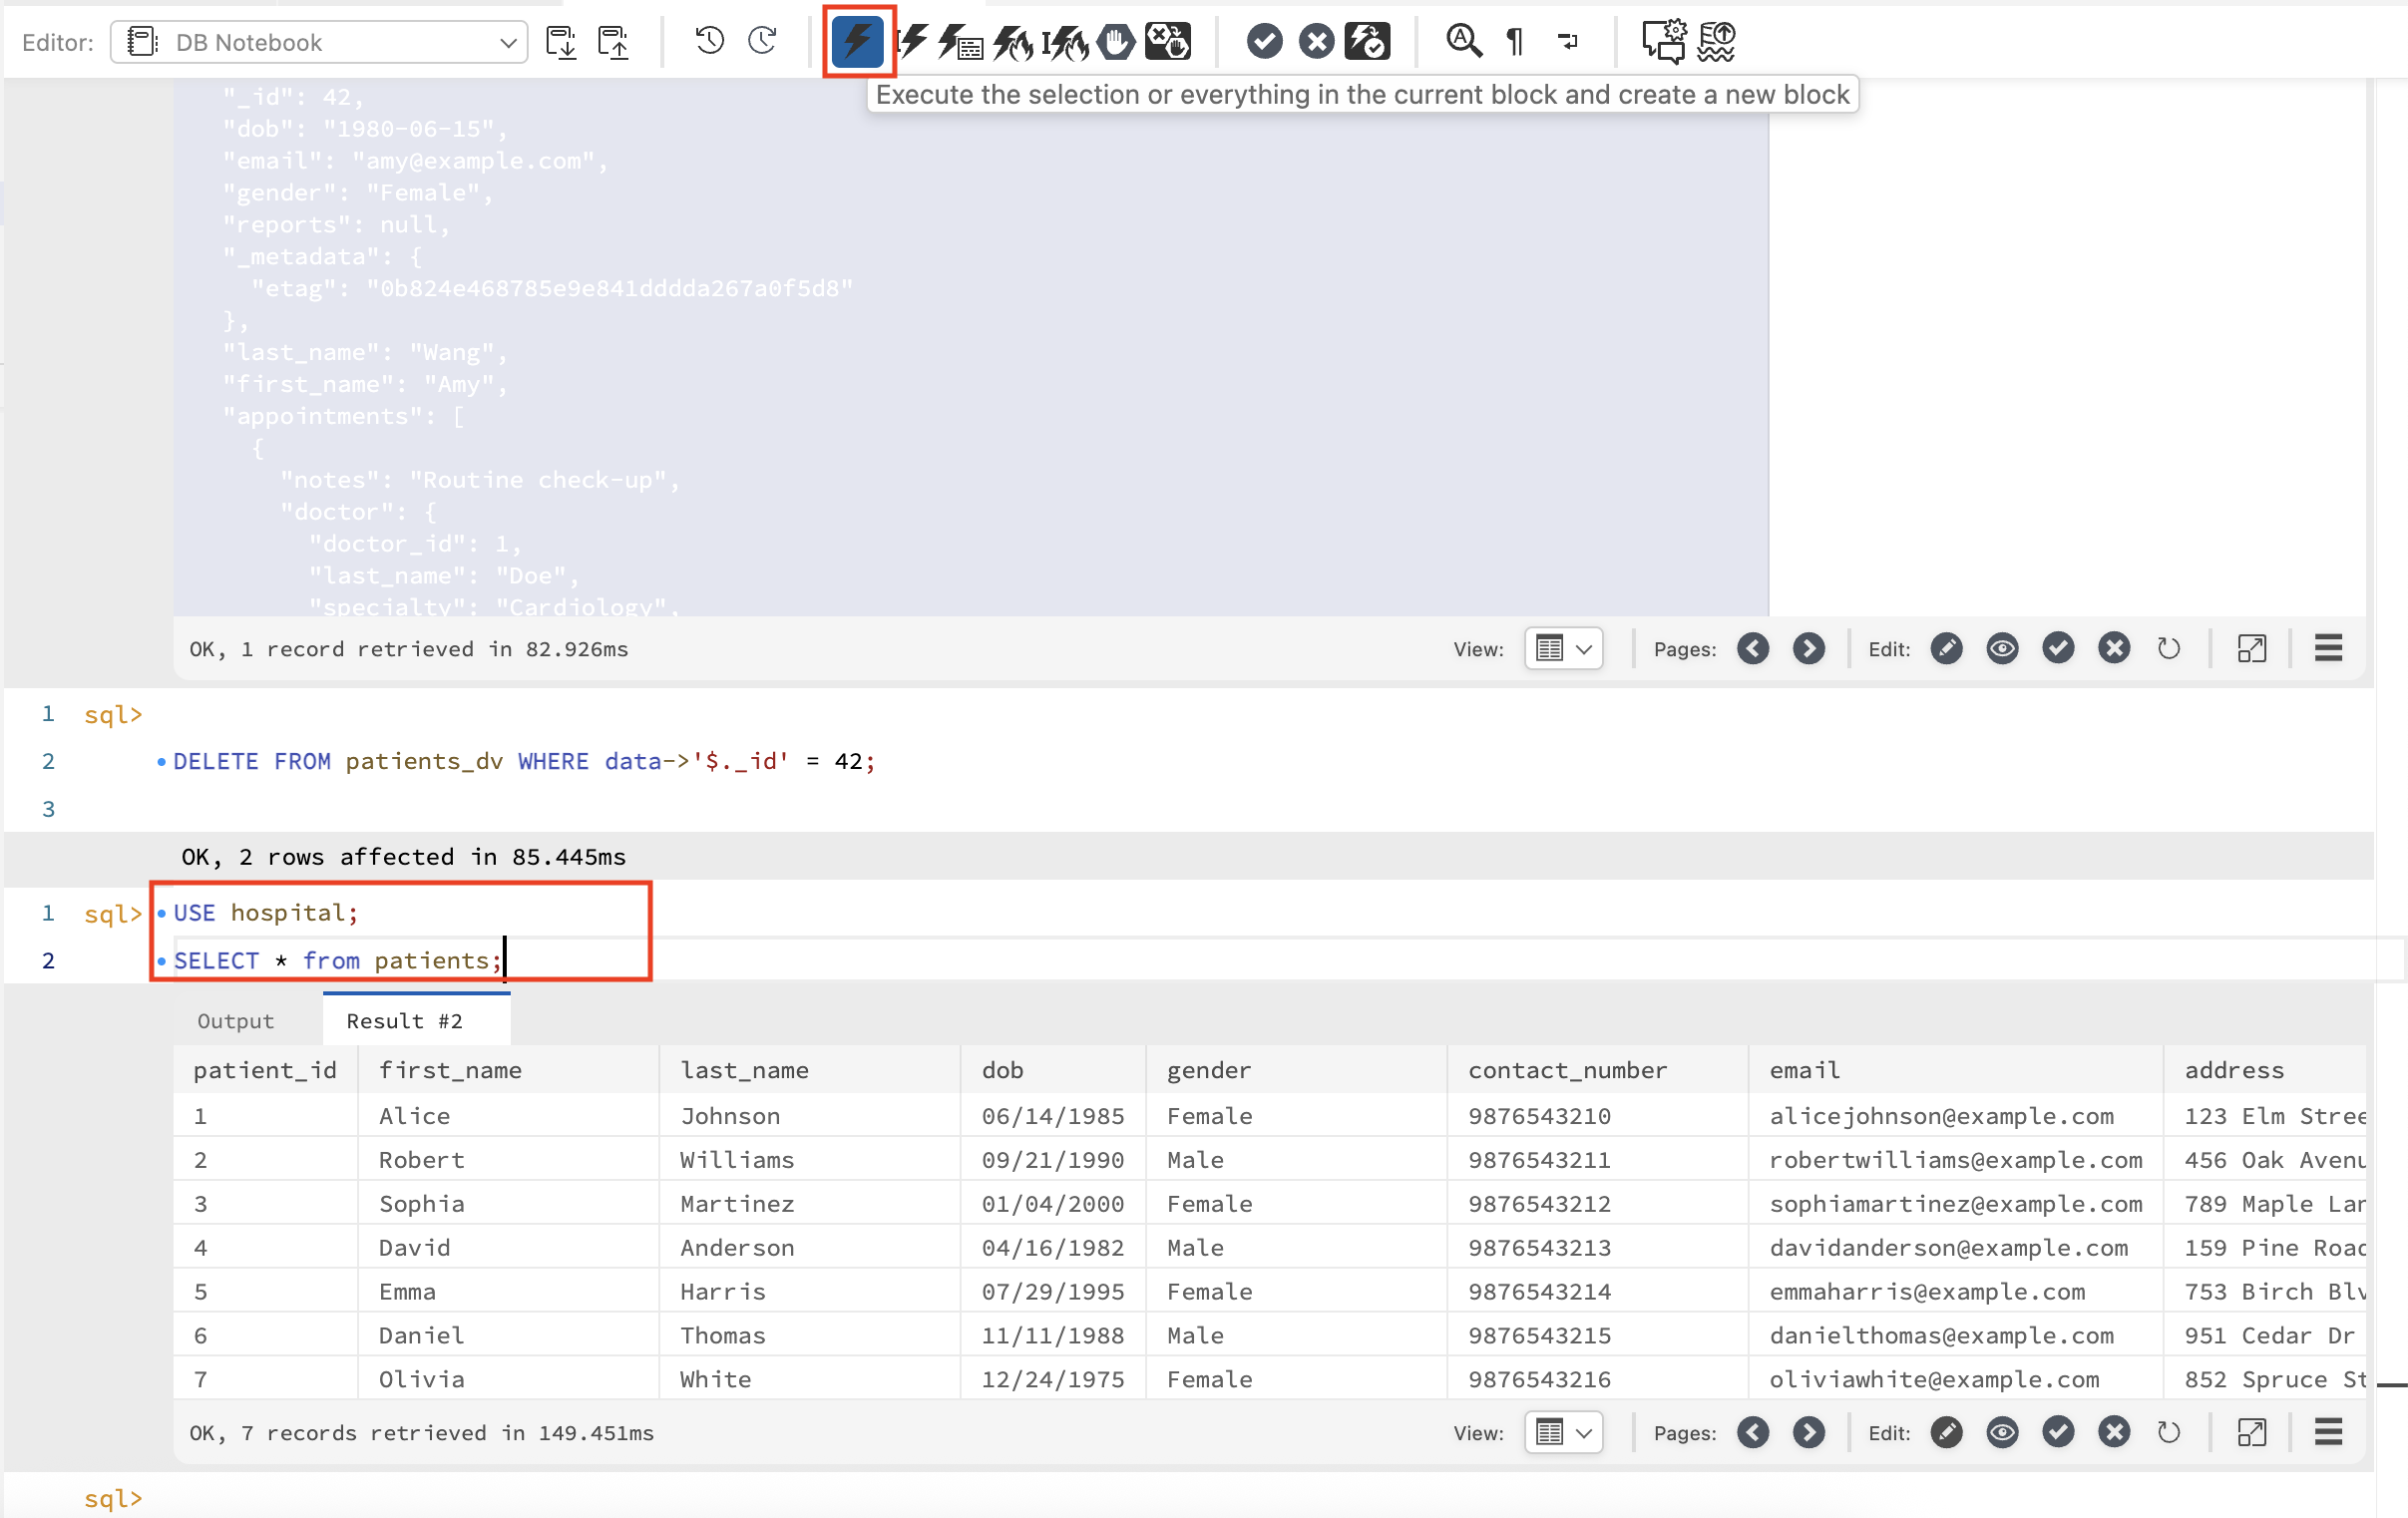 Editor: DB Notebook
Execute the selection or everything in the current block and create a new block
"_id": 42,
"dob": "1980-06-15",
"email": "amy@example.com",
"gender": "Female",
"reports": null,
"_metadata": {
"etag": "0b824e468785e9e841dddda267a0f5d8"
},
"last_name": "Wang",
"first_name": "Amy",
"appointments": [
{
"notes": "Routine check-up",
"doctor": {
"doctor_id": 1,
"last_name": "Doe",
"specialty": "Cardiology",
OK, 1 record retrieved in 82.926ms View: Pages: Edit:
1 sql>
2 DELETE FROM patients_dv WHERE data->'$._id' = 42;
3
OK, 2 rows affected in 85.445ms
1 sql> USE hospital;
2 SELECT * from patients;
Output Result #2
patient_id first_name last_name dob gender contact_number email address
1 Alice Johnson 06/14/1985 Female 9876543210 alicejohnson@example.com 123 Elm Stree
2 Robert Williams 09/21/1990 Male 9876543211 robertwilliams@example.com 456 Oak Avenu
3 Sophia Martinez 01/04/2000 Female 9876543212 sophiamartinez@example.com 789 Maple Lan
4 David Anderson 04/16/1982 Male 9876543213 davidanderson@example.com 159 Pine Road
5 Emma Harris 07/29/1995 Female 9876543214 emmaharris@example.com 753 Birch Blv
6 Daniel Thomas 11/11/1988 Male 9876543215 danielthomas@example.com 951 Cedar Dr
7 Olivia White 12/24/1975 Female 9876543216 oliviawhite@example.com 852 Spruce St
OK, 7 records retrieved in 149.451ms View: Pages: Edit:
sql>